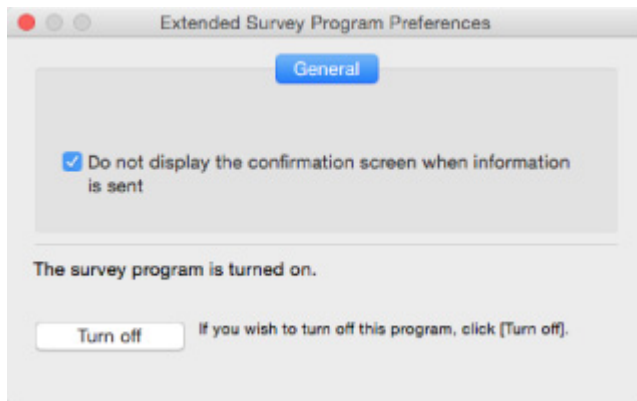 Extended Survey Program Preferences
General
Do not display the confirmation screen when information
is sent
The survey program is turned on.
Turn off
If you wish to turn off this program, click [Turn off].